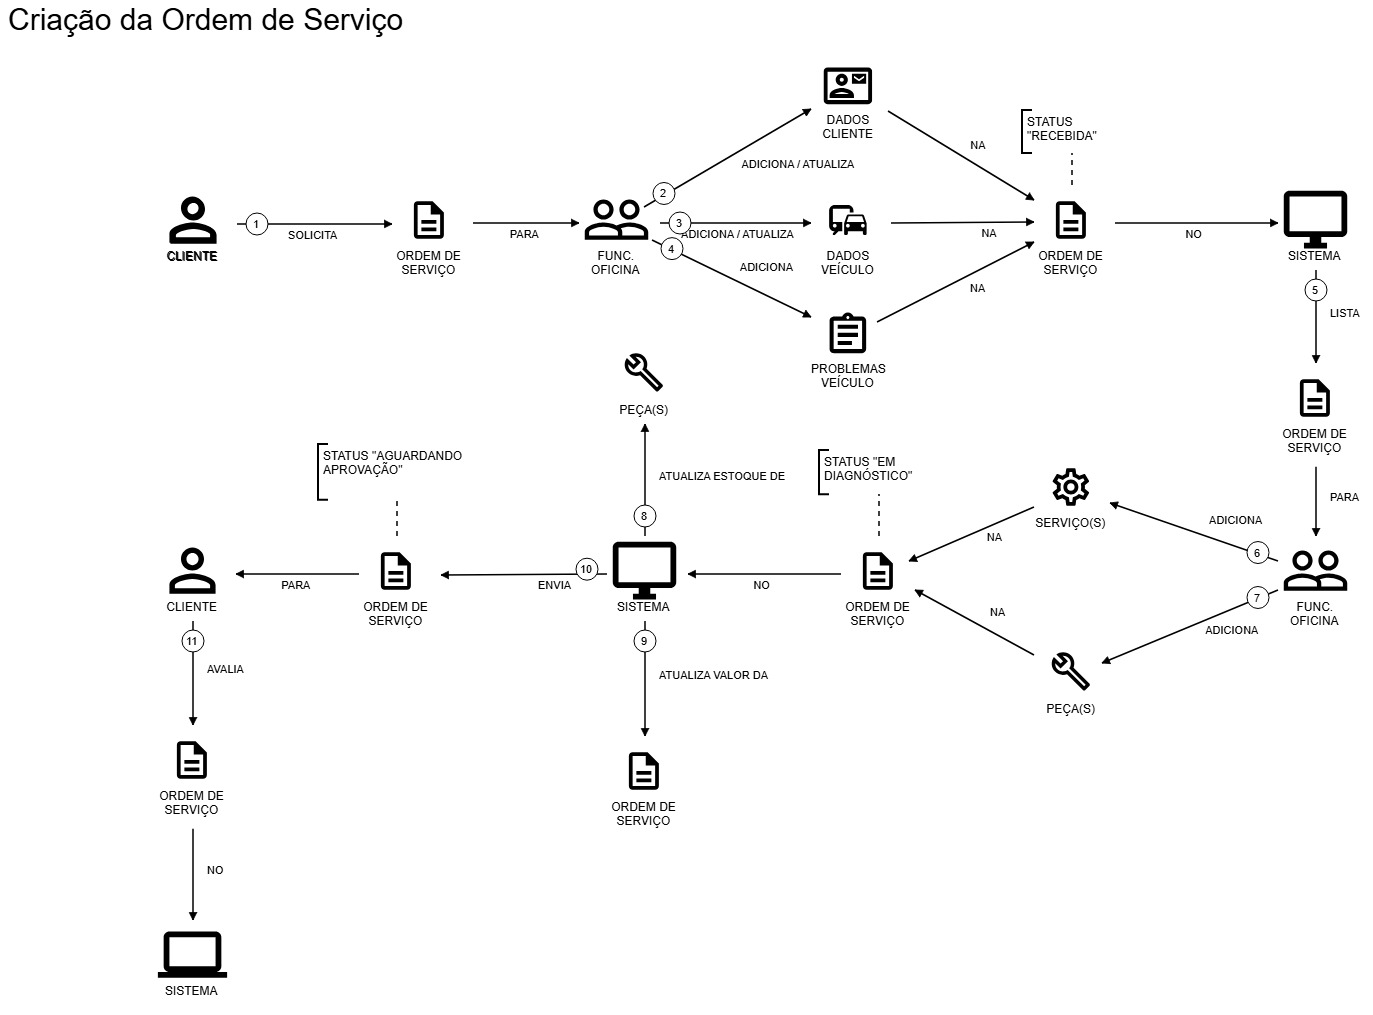 Criação da Ordem de Serviço
DADOS
CLIENTE
STATUS
"RECEBIDA"
NA
ADICIONA / ATUALIZA
2
1
SOLICITA
CLIENTE
ORDEM DE
SERVIÇO
PARA
FUNC.
OFICINA
3
ADICIONA / ATUALIZA
DADOS
VEÍCULO
NA
ORDEM DE
SERVIÇO
NO
SISTEMA
4
ADICIONA
NA
PROBLEMAS
VEÍCULO
5
LISTA
ORDEM DE
SERVIÇO
PARA
FUNC.
OFICINA
6
ADICIONA
SERVIÇO(S)
NA
7
ADICIONA
PEÇA(S)
NA
STATUS "EM
DIAGNÓSTICO"
ORDEM DE
SERVIÇO
NO
SISTEMA
8
ATUALIZA ESTOQUE DE
PEÇA(S)
9
ATUALIZA VALOR DA
ORDEM DE
SERVIÇO
10
ENVIA
STATUS "AGUARDANDO
APROVAÇÃO"
ORDEM DE
SERVIÇO
PARA
CLIENTE
11
AVALIA
ORDEM DE
SERVIÇO
NO
SISTEMA